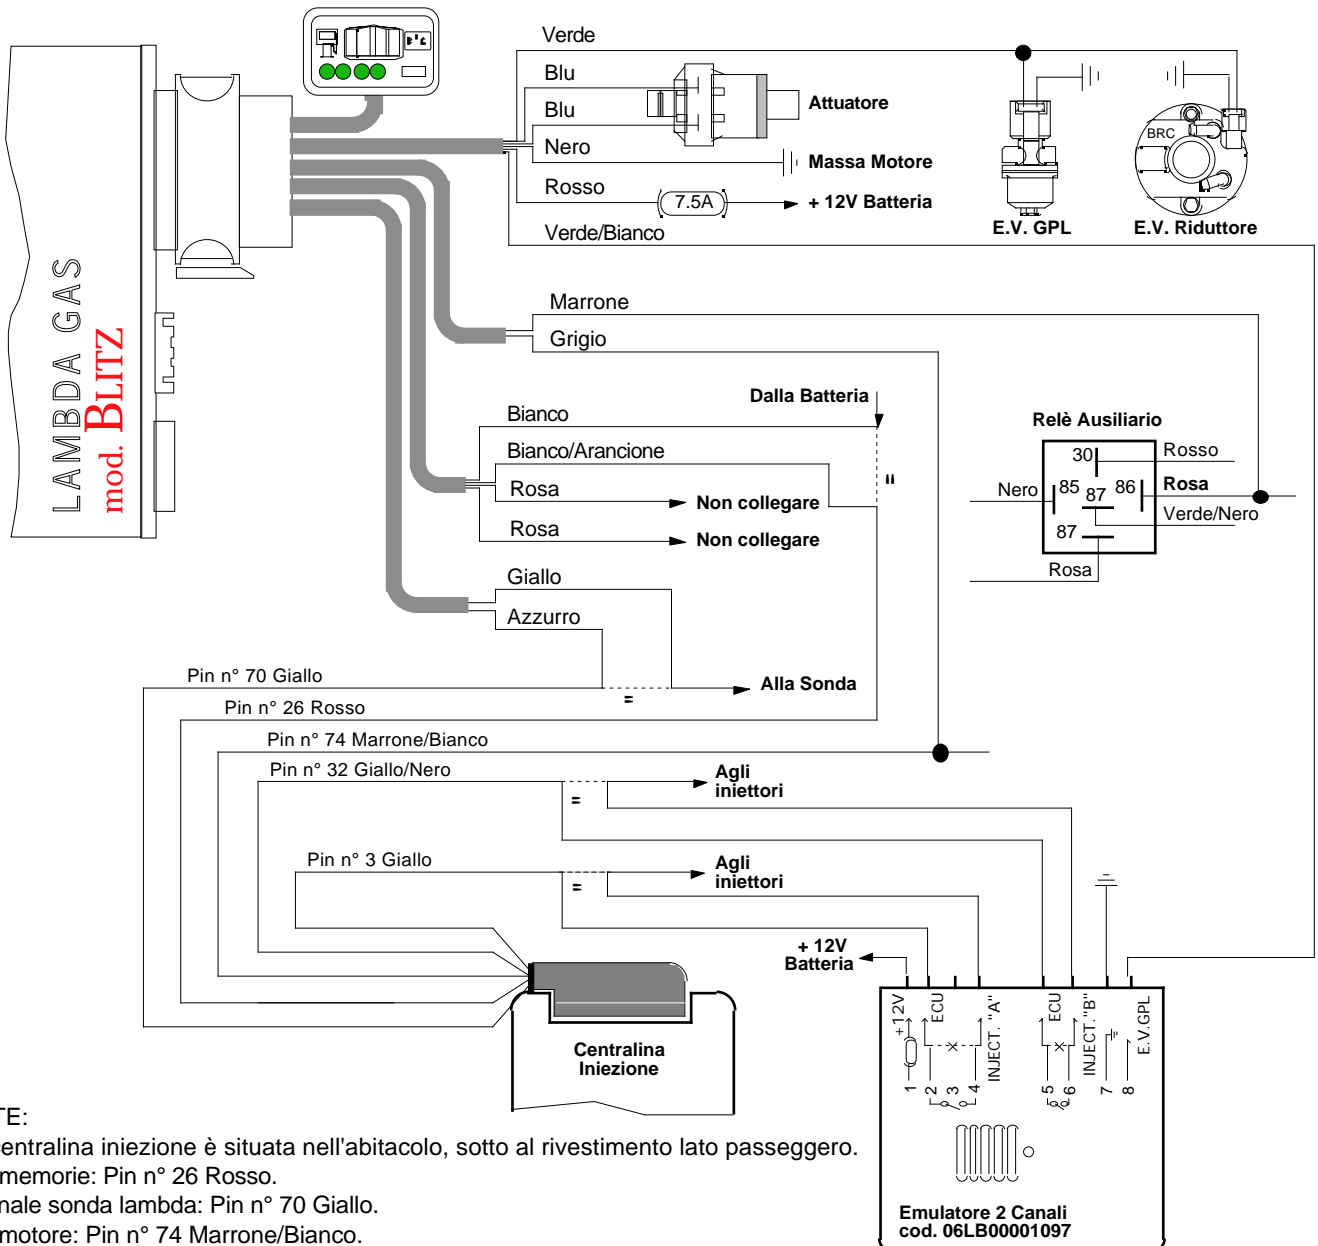 Verde
Blu
Attuatore
Blu
Nero
Massa Motore
Rosso
7.5A
+ 12V Batteria
Verde/Bianco
BRC
E.V. GPL
E.V. Riduttore
LAMBDA GAS
mod. BLITZ
Marrone
Grigio
Dalla Batteria
Bianco
Bianco/Arancione
Rosa
Non collegare
Rosa
Non collegare
Relè Ausiliario
30
Rosso
Nero
85
87
86
Rosa
Verde/Nero
87
Rosa
Giallo
Azzurro
Pin n° 70 Giallo
Alla Sonda
Pin n° 26 Rosso
Pin n° 74 Marrone/Bianco
Pin n° 32 Giallo/Nero
Agli
iniettori
Pin n° 3 Giallo
Agli
iniettori
+ 12V
Batteria
Centralina
Iniezione
+12V
ECU
INJECT. "A"
ECU
INJECT. "B"
E.V.GPL
1
2
3
4
5
6
7
8
Emulatore 2 Canali
cod. 06LB00001097
TE:
entralina iniezione è situata nell'abitacolo, sotto al rivestimento lato passeggero.
memorie: Pin n° 26 Rosso.
nale sonda lambda: Pin n° 70 Giallo.
motore: Pin n° 74 Marrone/Bianco.